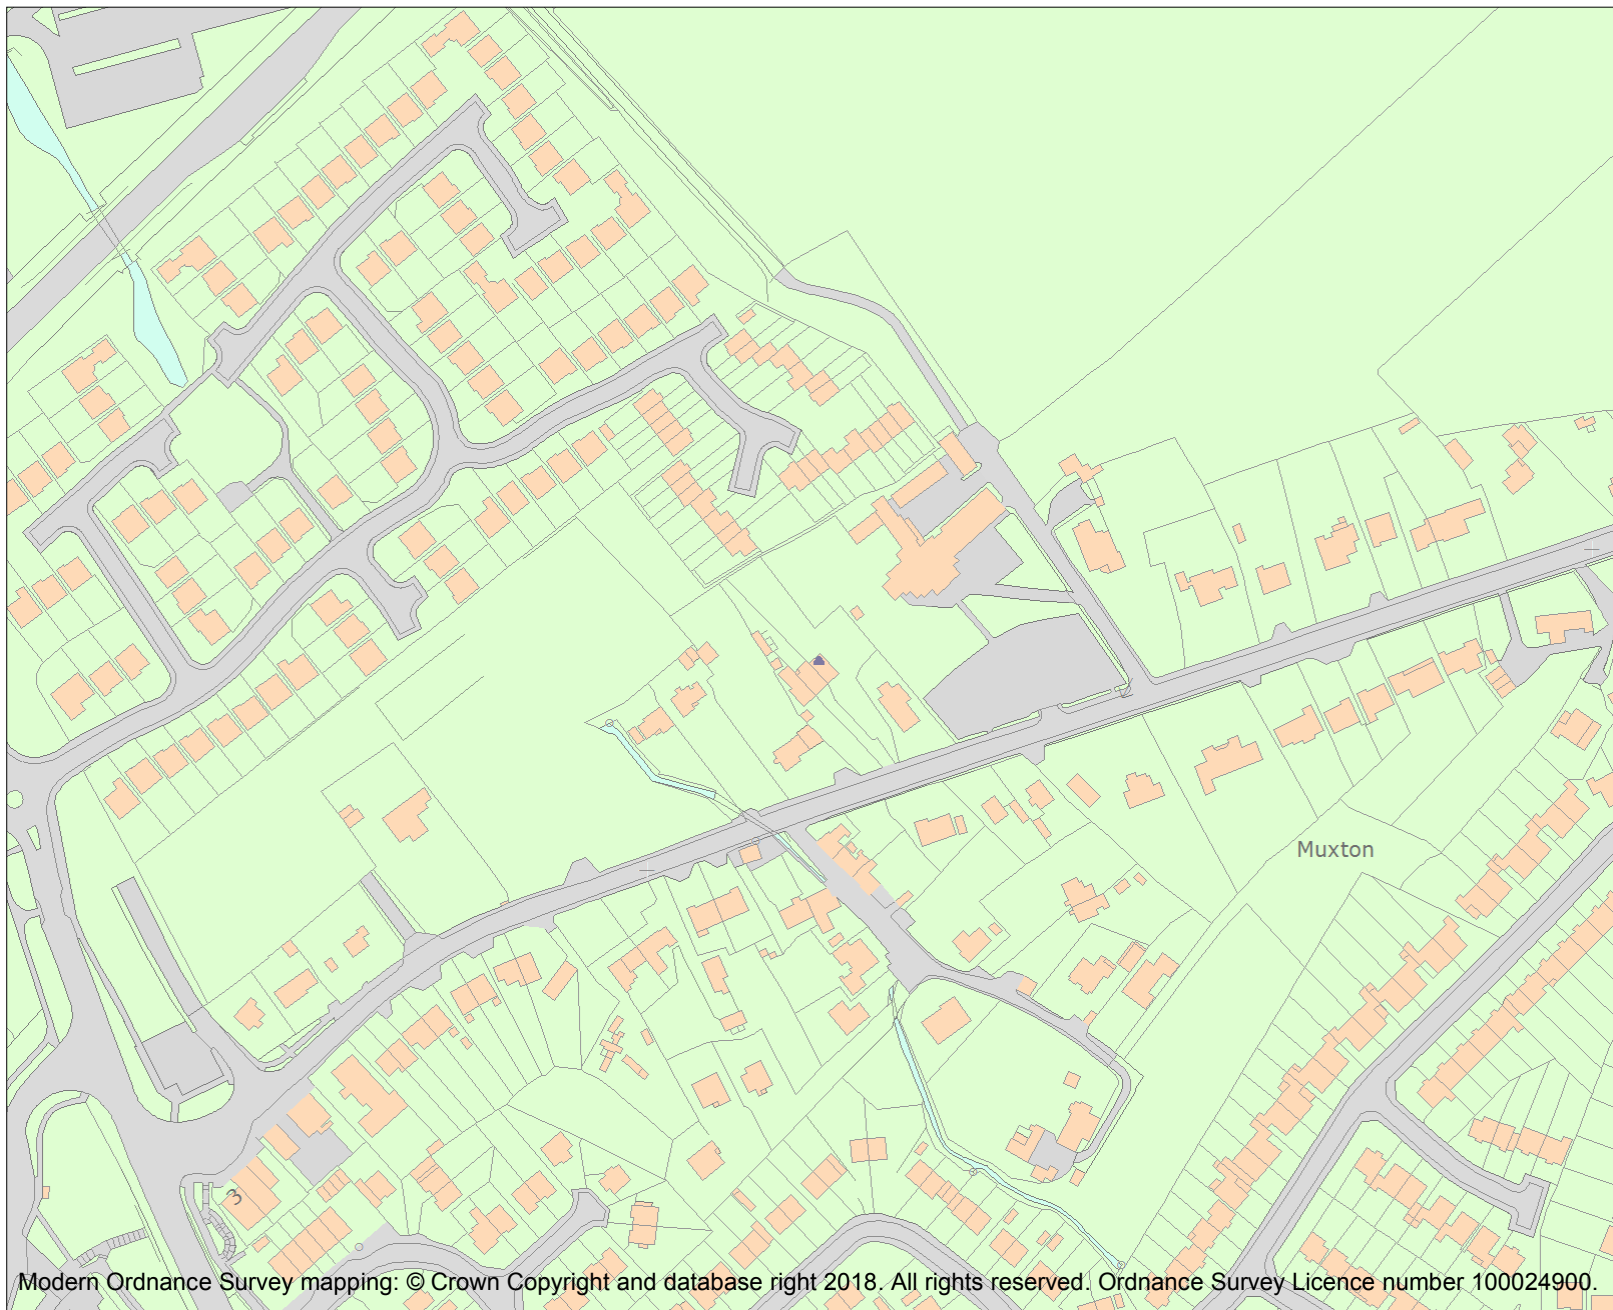 Muxton
3
Modern Ordnance Survey mapping: © Crown Copyright and database right 2018. All rights reserved. Ordnance Survey Licence number 100024900.